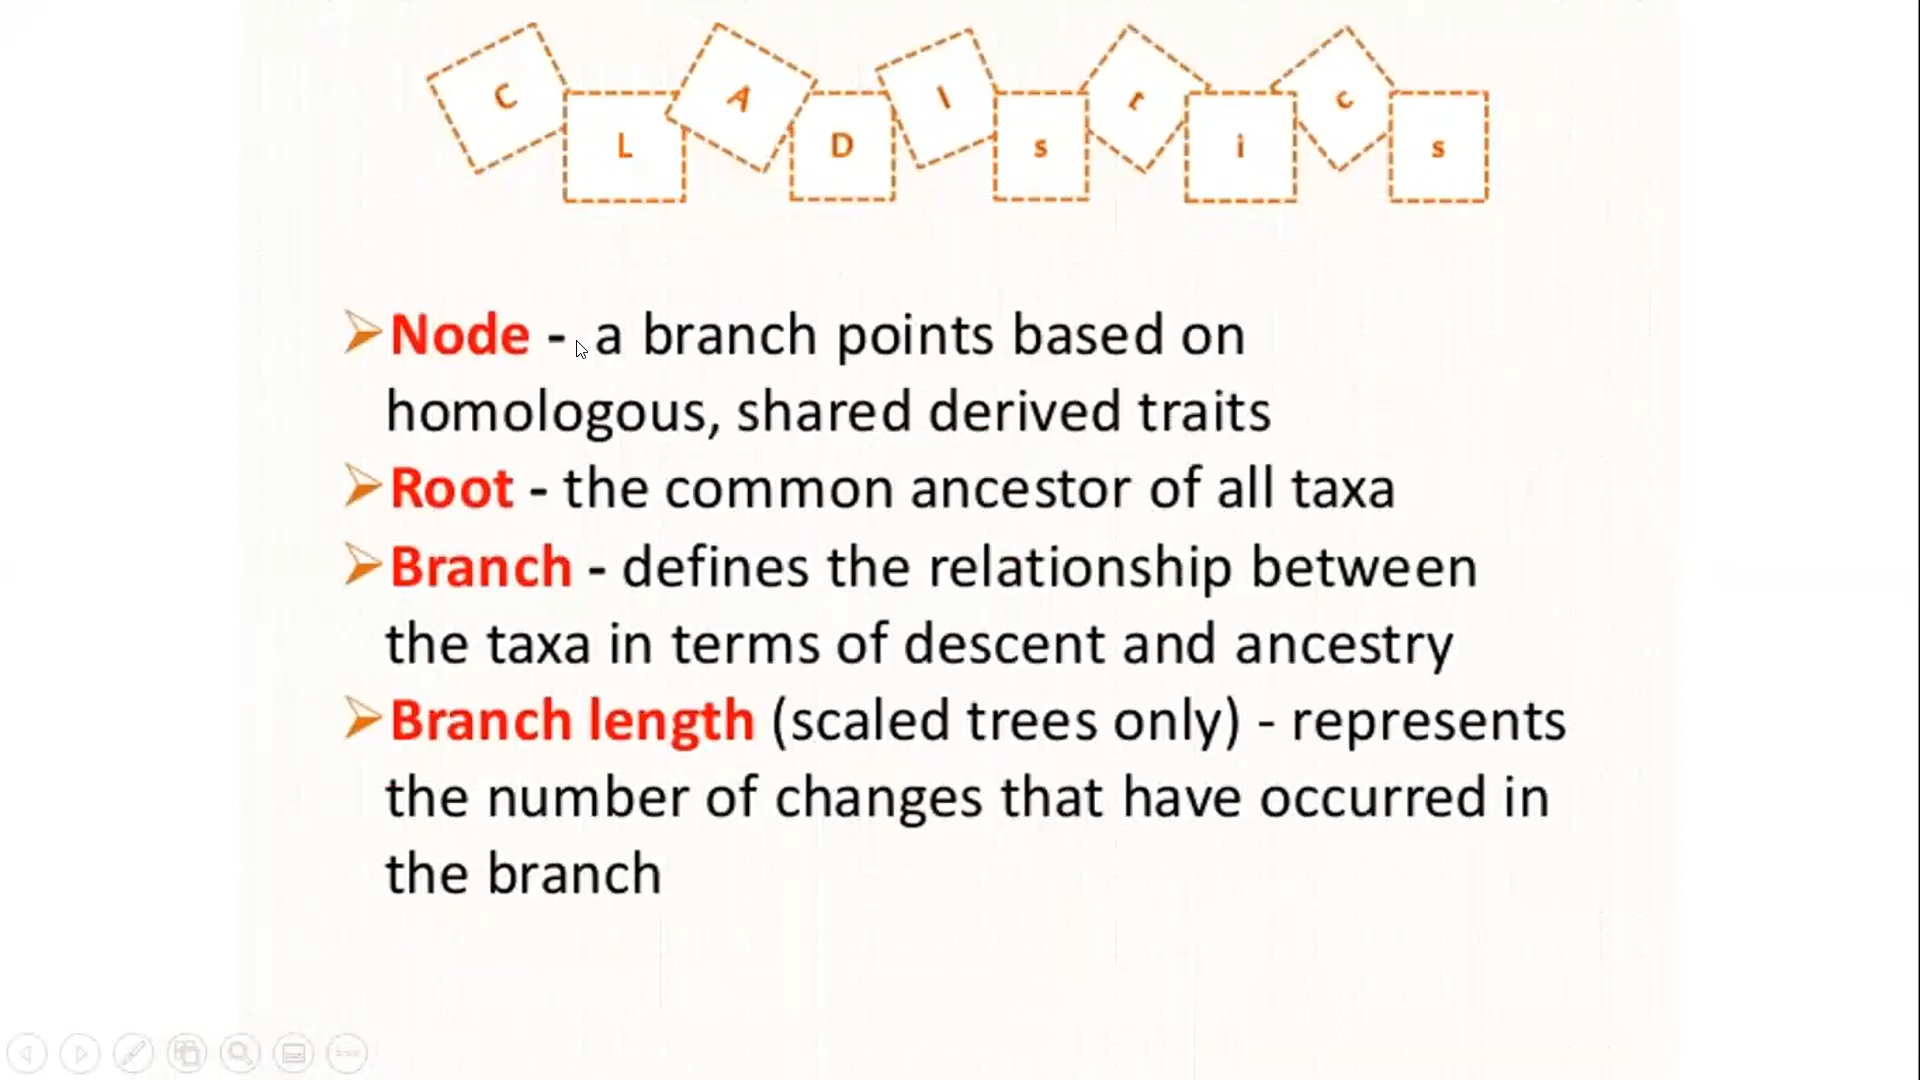 CLADIstics
➢Node - a branch points based on
homologous, shared derived traits
➢Root - the common ancestor of all taxa
➢Branch - defines the relationship between
the taxa in terms of descent and ancestry
➢Branch length (scaled trees only) - represents
the number of changes that have occurred in
the branch